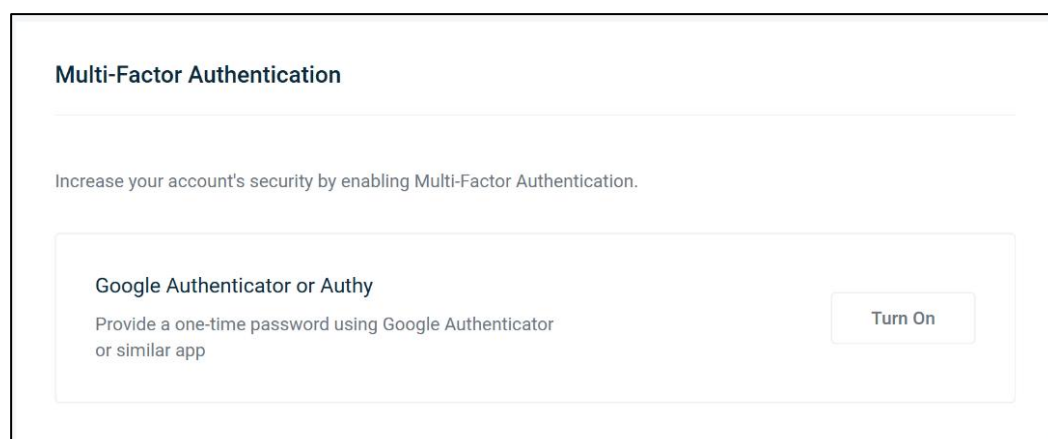 Multi-Factor Authentication
Increase your account's security by enabling Multi-Factor Authentication.
Google Authenticator or Authy
Provide a one-time password using Google Authenticator
or similar app
Turn On